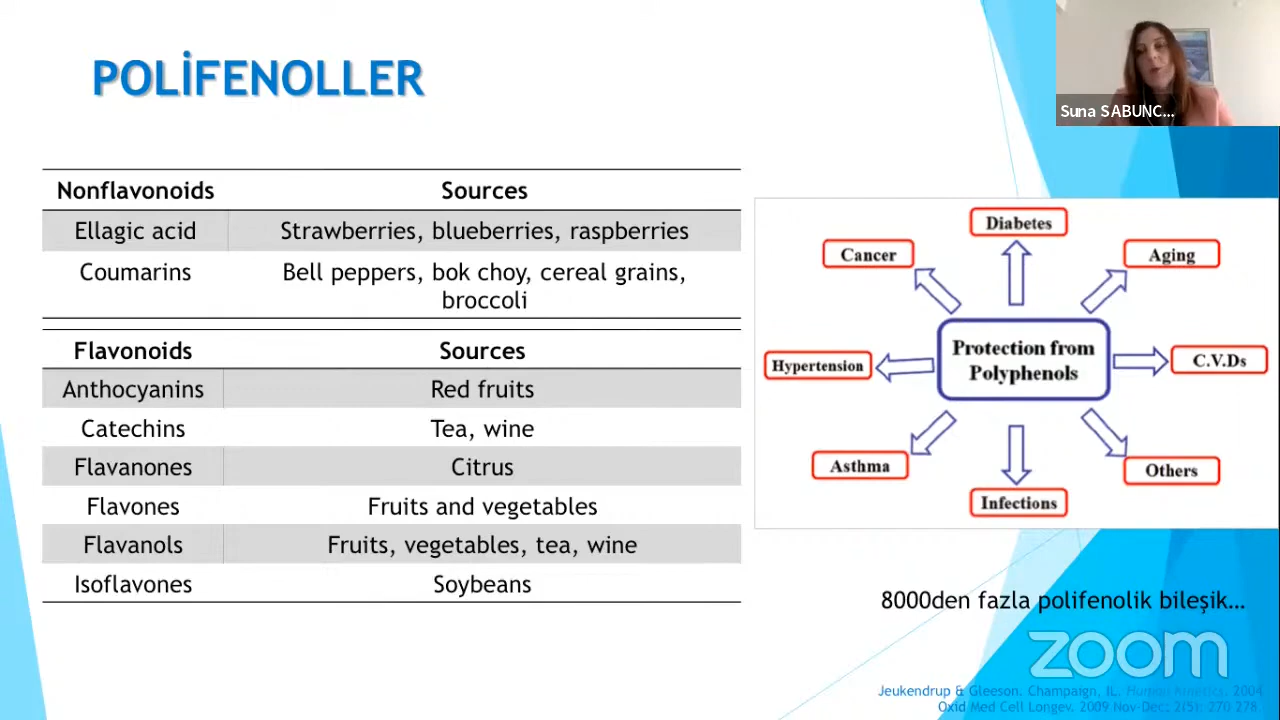 POLİFENOLLER
Suna SABUNC...
Nonflavonoids Sources
Ellagic acid Strawberries, blueberries, raspberries
Coumarins Bell peppers, bok choy, cereal grains,
broccoli
Flavonoids Sources
Anthocyanins Red fruits
Catechins Tea, wine
Flavanones Citrus
Flavones Fruits and vegetables
Flavanols Fruits, vegetables, tea, wine
Isoflavones Soybeans
Diabetes
Cancer
Aging
Protection from
Polyphenols
Hypertension
C.V.Ds
Asthma
Others
Infections
8000den fazla polifenolik bileşik…
zoom
Jeukendrup & Gleeson. Champaign, IL. Human Kinetics. 2004
Oxid Med Cell Longev. 2009 Nov-Dec; 2(5): 270 278.